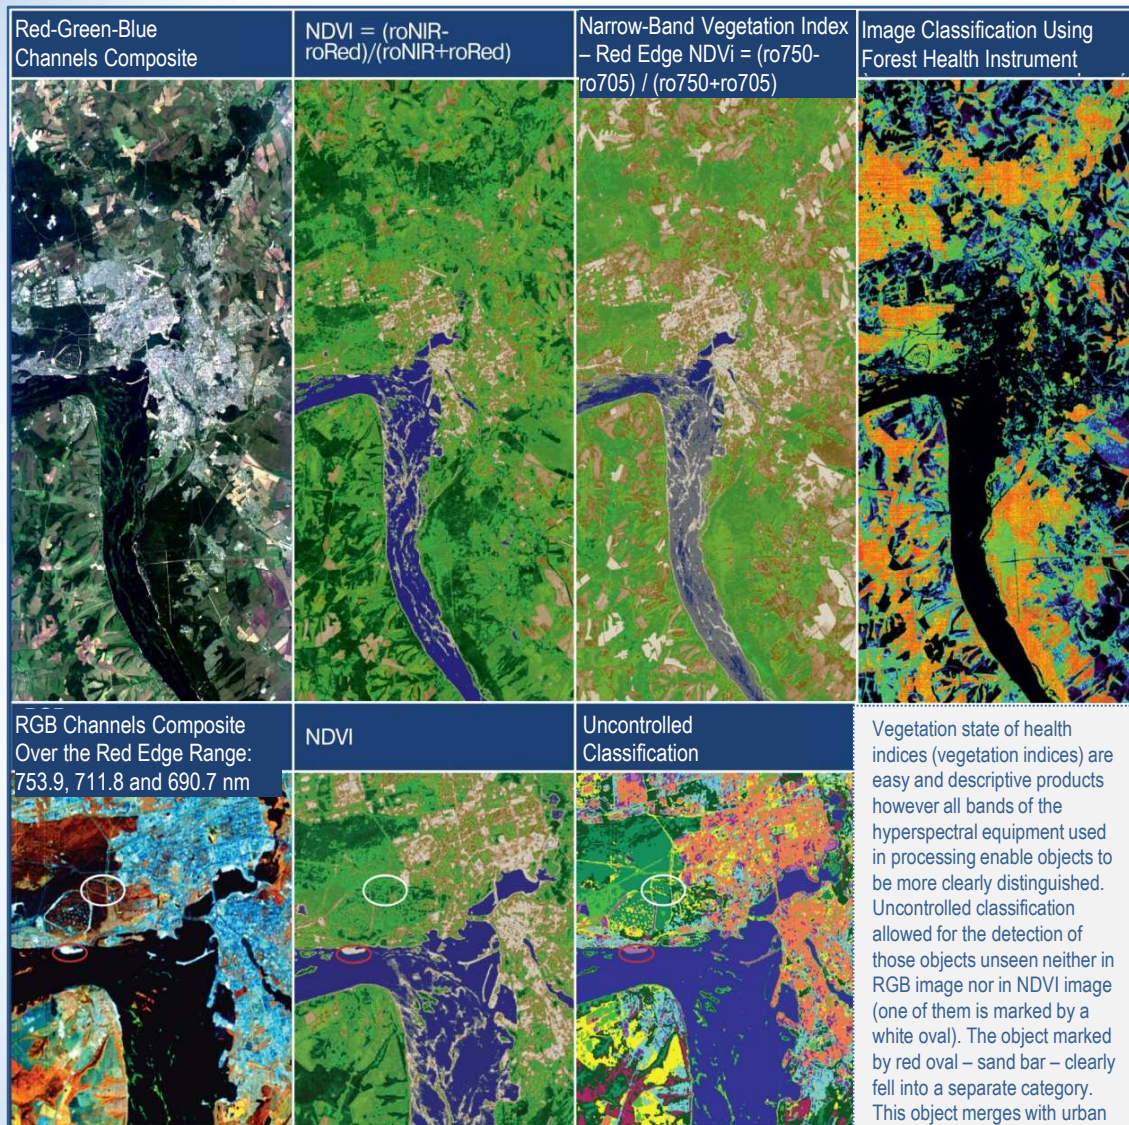 Red-Green-Blue
Channels Composite
NDVI = (roNIR-
roRed)/(roNIR+roRed)
Narrow-Band Vegetation Index
– Red Edge NDVi = (ro750-
ro705) / (ro750+ro705)
Image Classification Using
Forest Health Instrument
RGB Channels Composite
Over the Red Edge Range:
753.9, 711.8 and 690.7 nm
NDVI
Uncontrolled
Classification
Vegetation state of health
indices (vegetation indices) are
easy and descriptive products
however all bands of the
hyperspectral equipment used
in processing enable objects to
be more clearly distinguished.
Uncontrolled classification
allowed for the detection of
those objects unseen neither in
RGB image nor in NDVI image
(one of them is marked by a
white oval). The object marked
by red oval – sand bar – clearly
fell into a separate category.
This object merges with urban